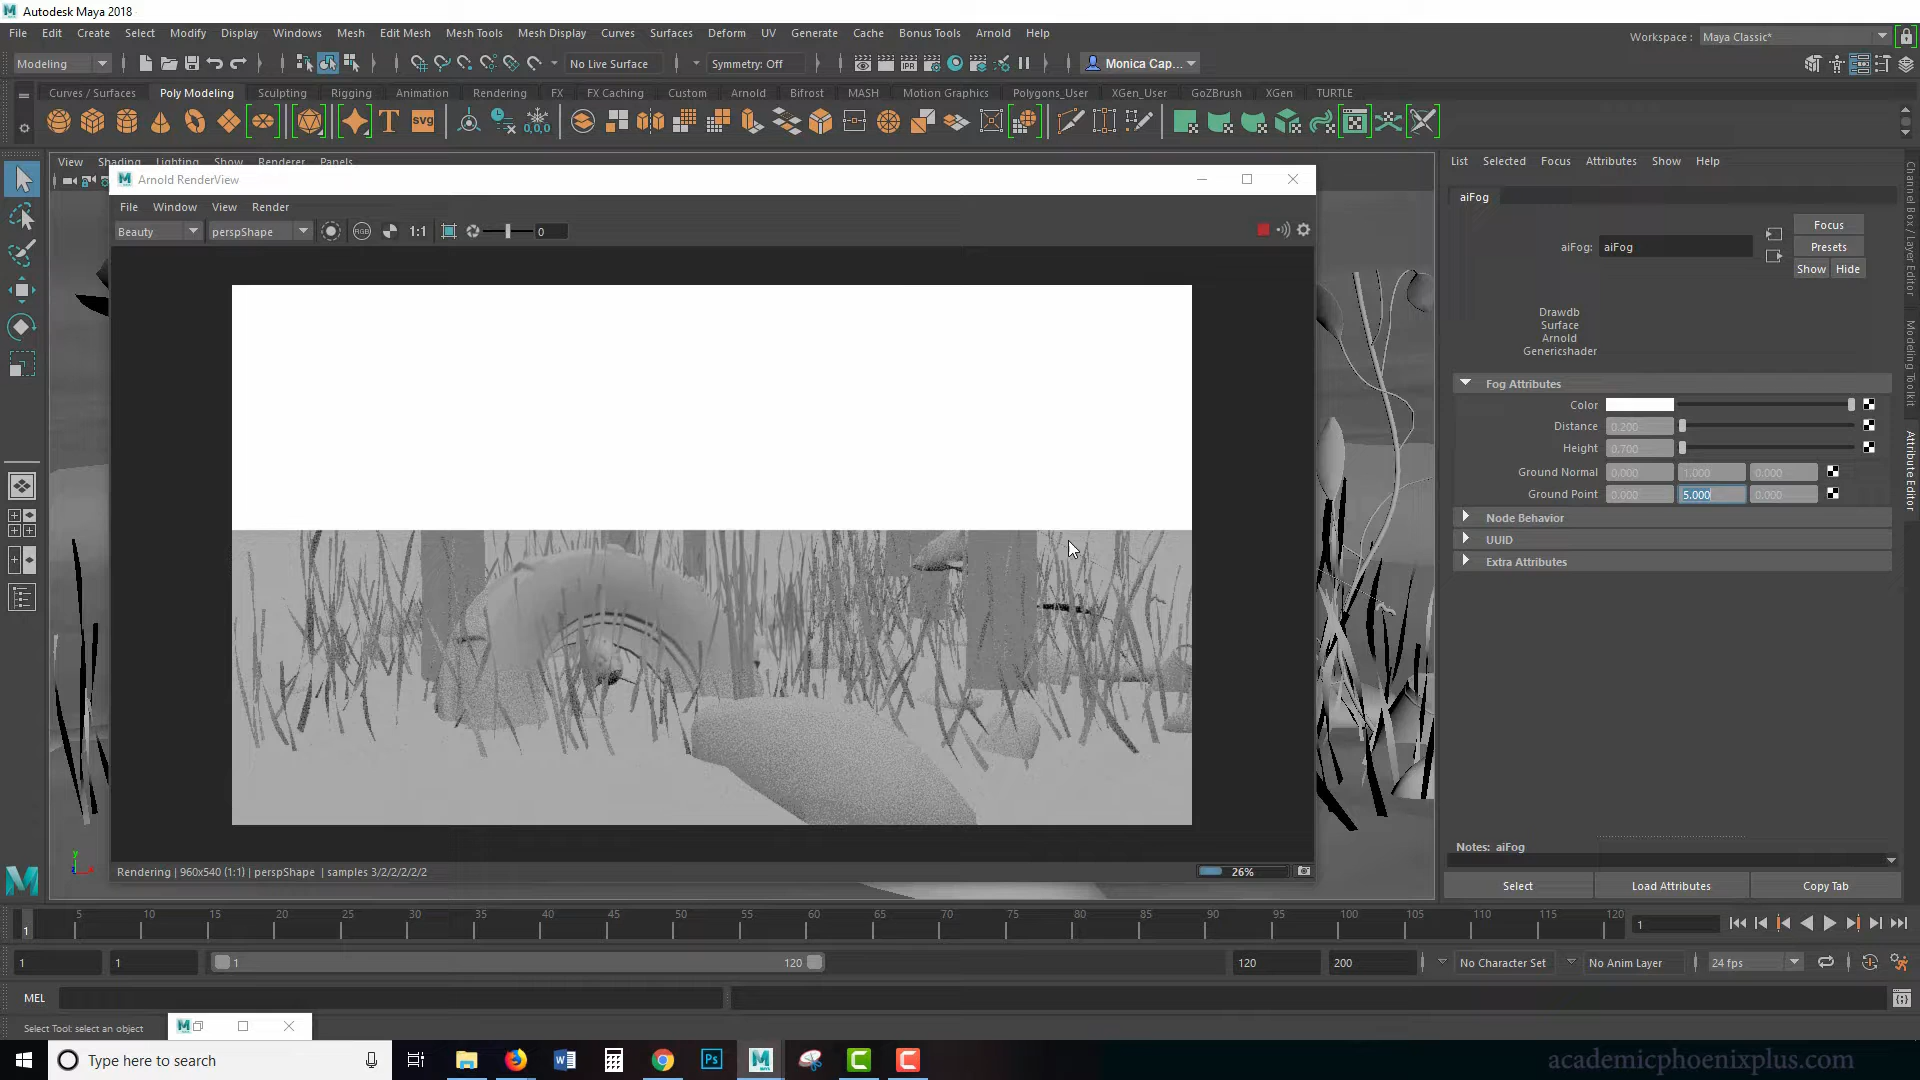 Autodesk Maya 2018
File Edit Create Select Modify Display Windows Mesh Edit Mesh Mesh Tools Mesh Display Curves Surfaces Deform UV Generate Cache Bonus Tools Arnold Help
Workspace : Maya Classic*
Modeling No Live Surface Symmetry: Off Monica Cap...
Curves / Surfaces Poly Modeling Sculpting Rigging Animation Rendering FX FX Caching Custom Arnold Bifrost MASH Motion Graphics Polygons_User XGen_User GoZBrush XGen TURTLE
View Shading Lighting Show Renderer Panels
List Selected Focus Attributes Show Help
Arnold RenderView
File Window View Render
Beauty perspShape RGB 1:1 0
aiFog
aiFog: aiFog
Focus
Presets
Show Hide
Drawdb
Surface
Arnold
Genericshader
Fog Attributes
Color
Distance 0.200
Height 0.700
Ground Normal 0.000 1.000 0.000
Ground Point 0.000 5.000 0.000
Node Behavior
UUID
Extra Attributes
Channel Box / Layer Editor
Modeling Toolkit
Attribute Editor
Notes: aiFog
Select Load Attributes Copy Tab
Rendering | 960x540 (1:1) | perspShape | samples 3/2/2/2/2/2
26%
5 10 15 20 25 30 35 40 45 50 55 60 65 70 75 80 85 90 95 100 105 110 115 120
1 1
1 1 1 120 120 200 No Character Set No Anim Layer 24 fps
MEL
Select Tool: select an object
Type here to search
academicphoenixplus.com